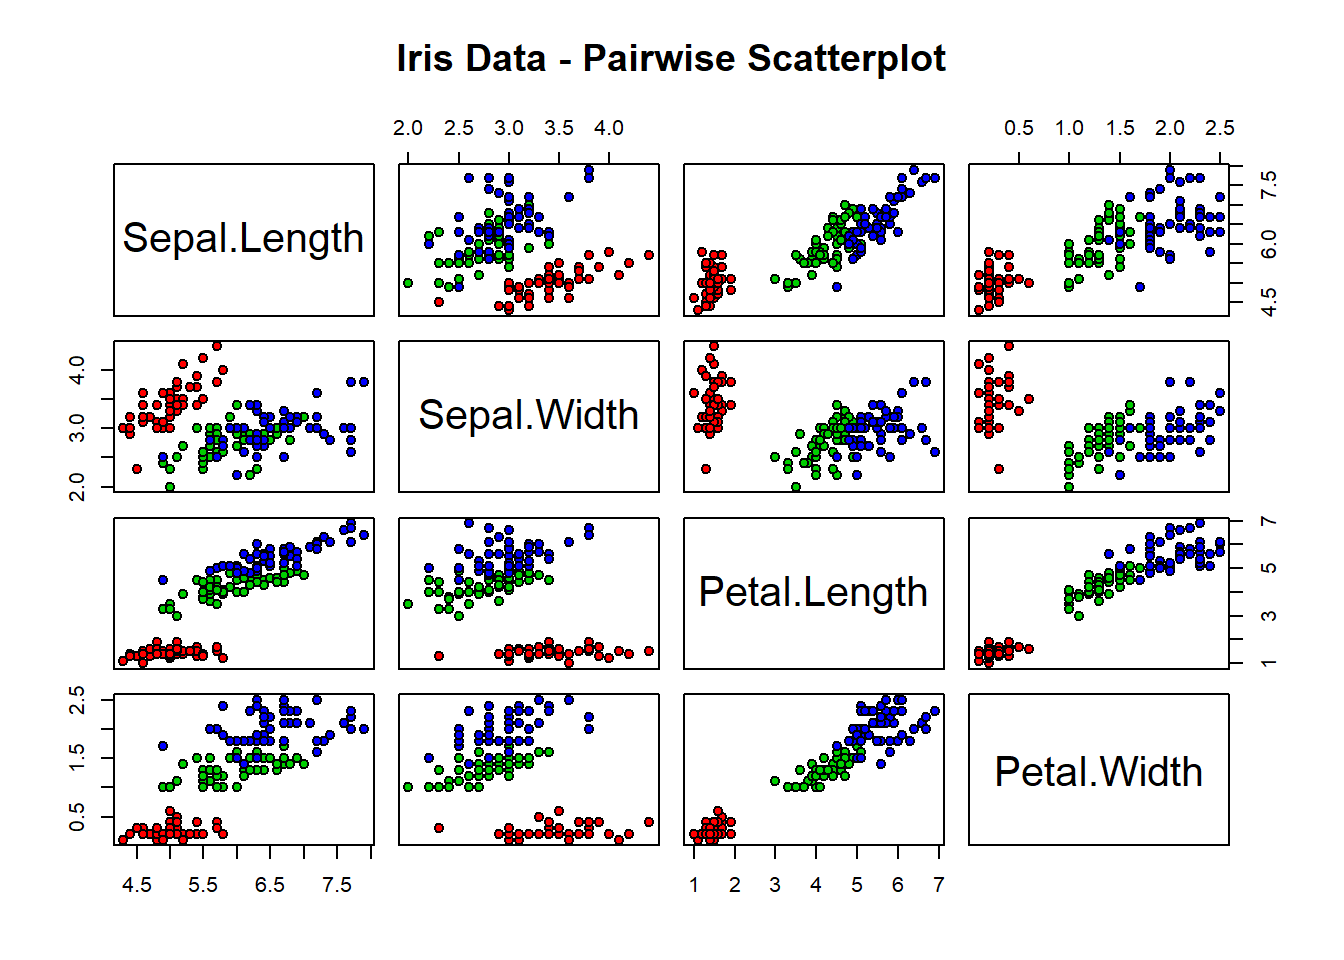 Iris Data - Pairwise Scatterplot
2.0 2.5 3.0 3.5 4.0
0.5 1.0 1.5 2.0 2.5
Sepal.Length
4.5 6.0 7.5
2.0 3.0 4.0
Sepal.Width
Petal.Length
1 3 5 7
0.5 1.5 2.5
Petal.Width
4.5 5.5 6.5 7.5
1 2 3 4 5 6 7